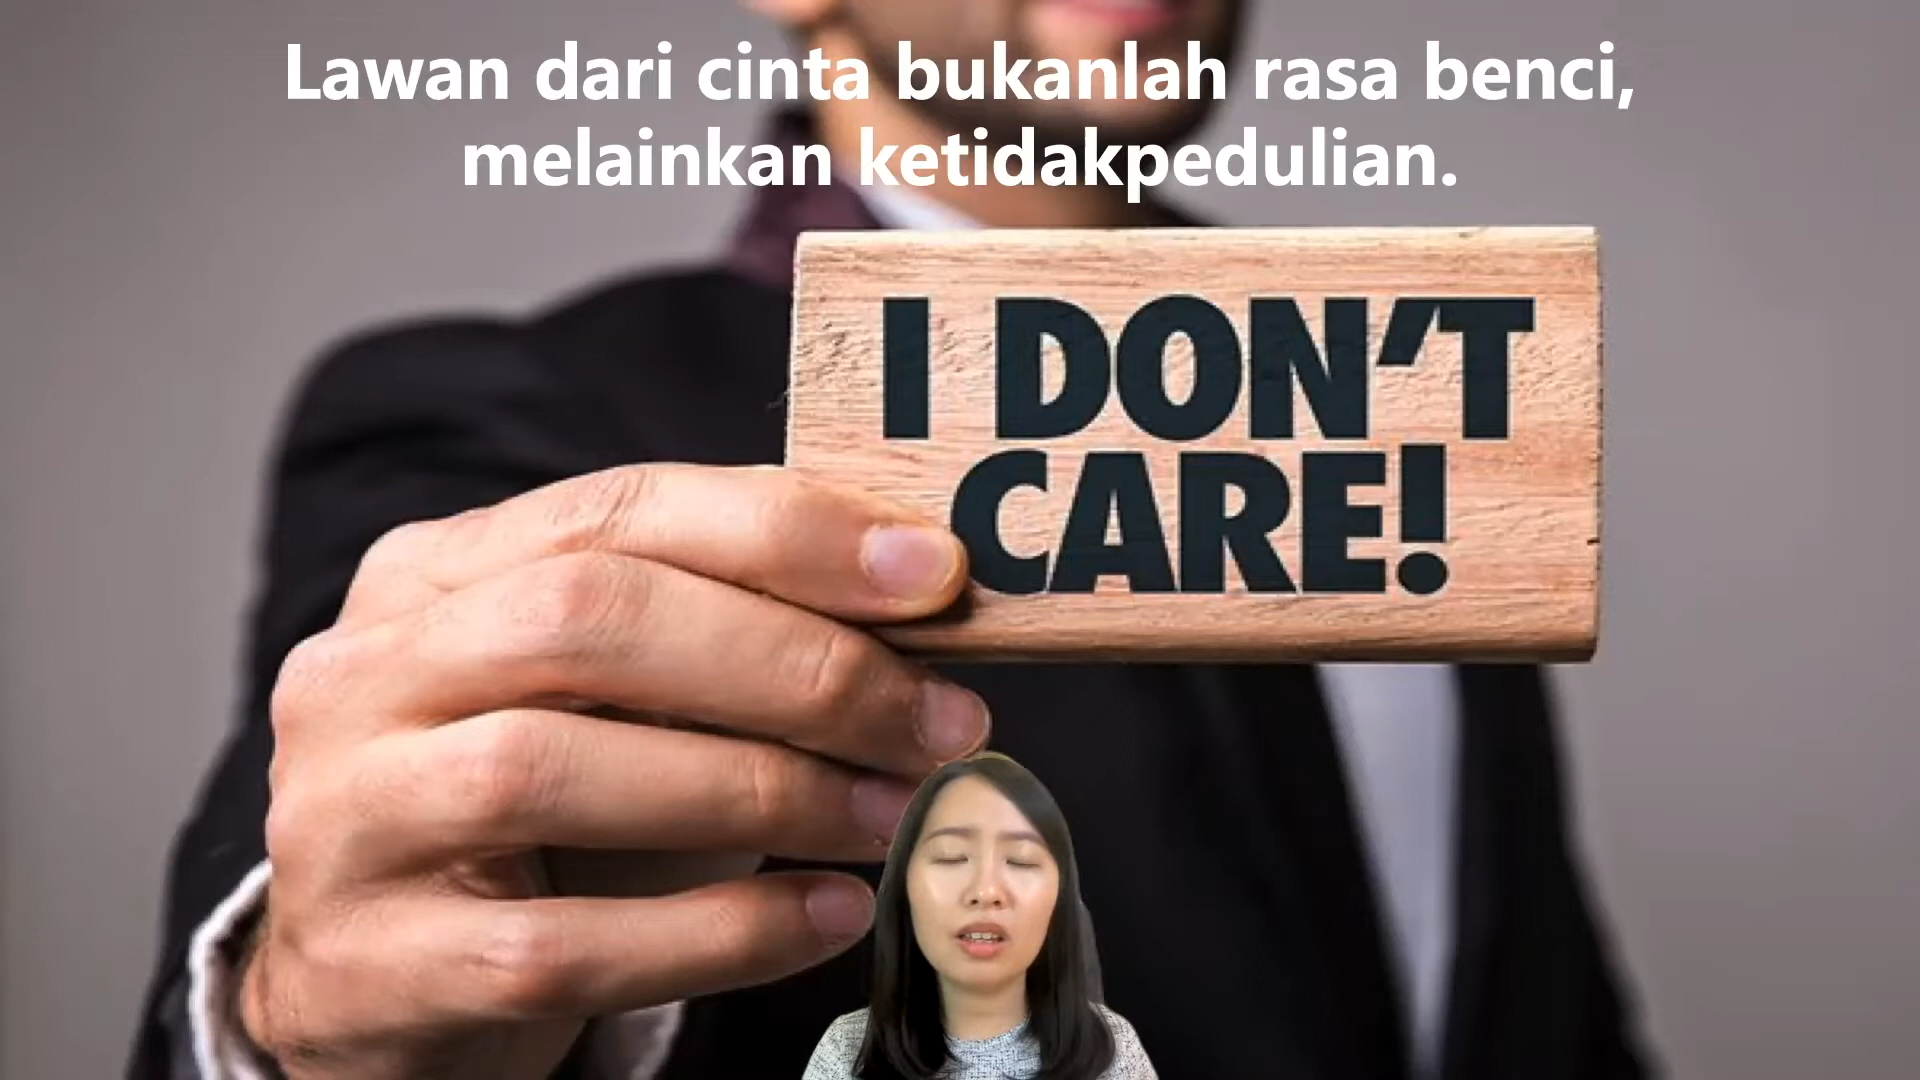 Lawan dari cinta bukanlah rasa benci,
melainkan ketidakpedulian.
I DON'T
CARE!